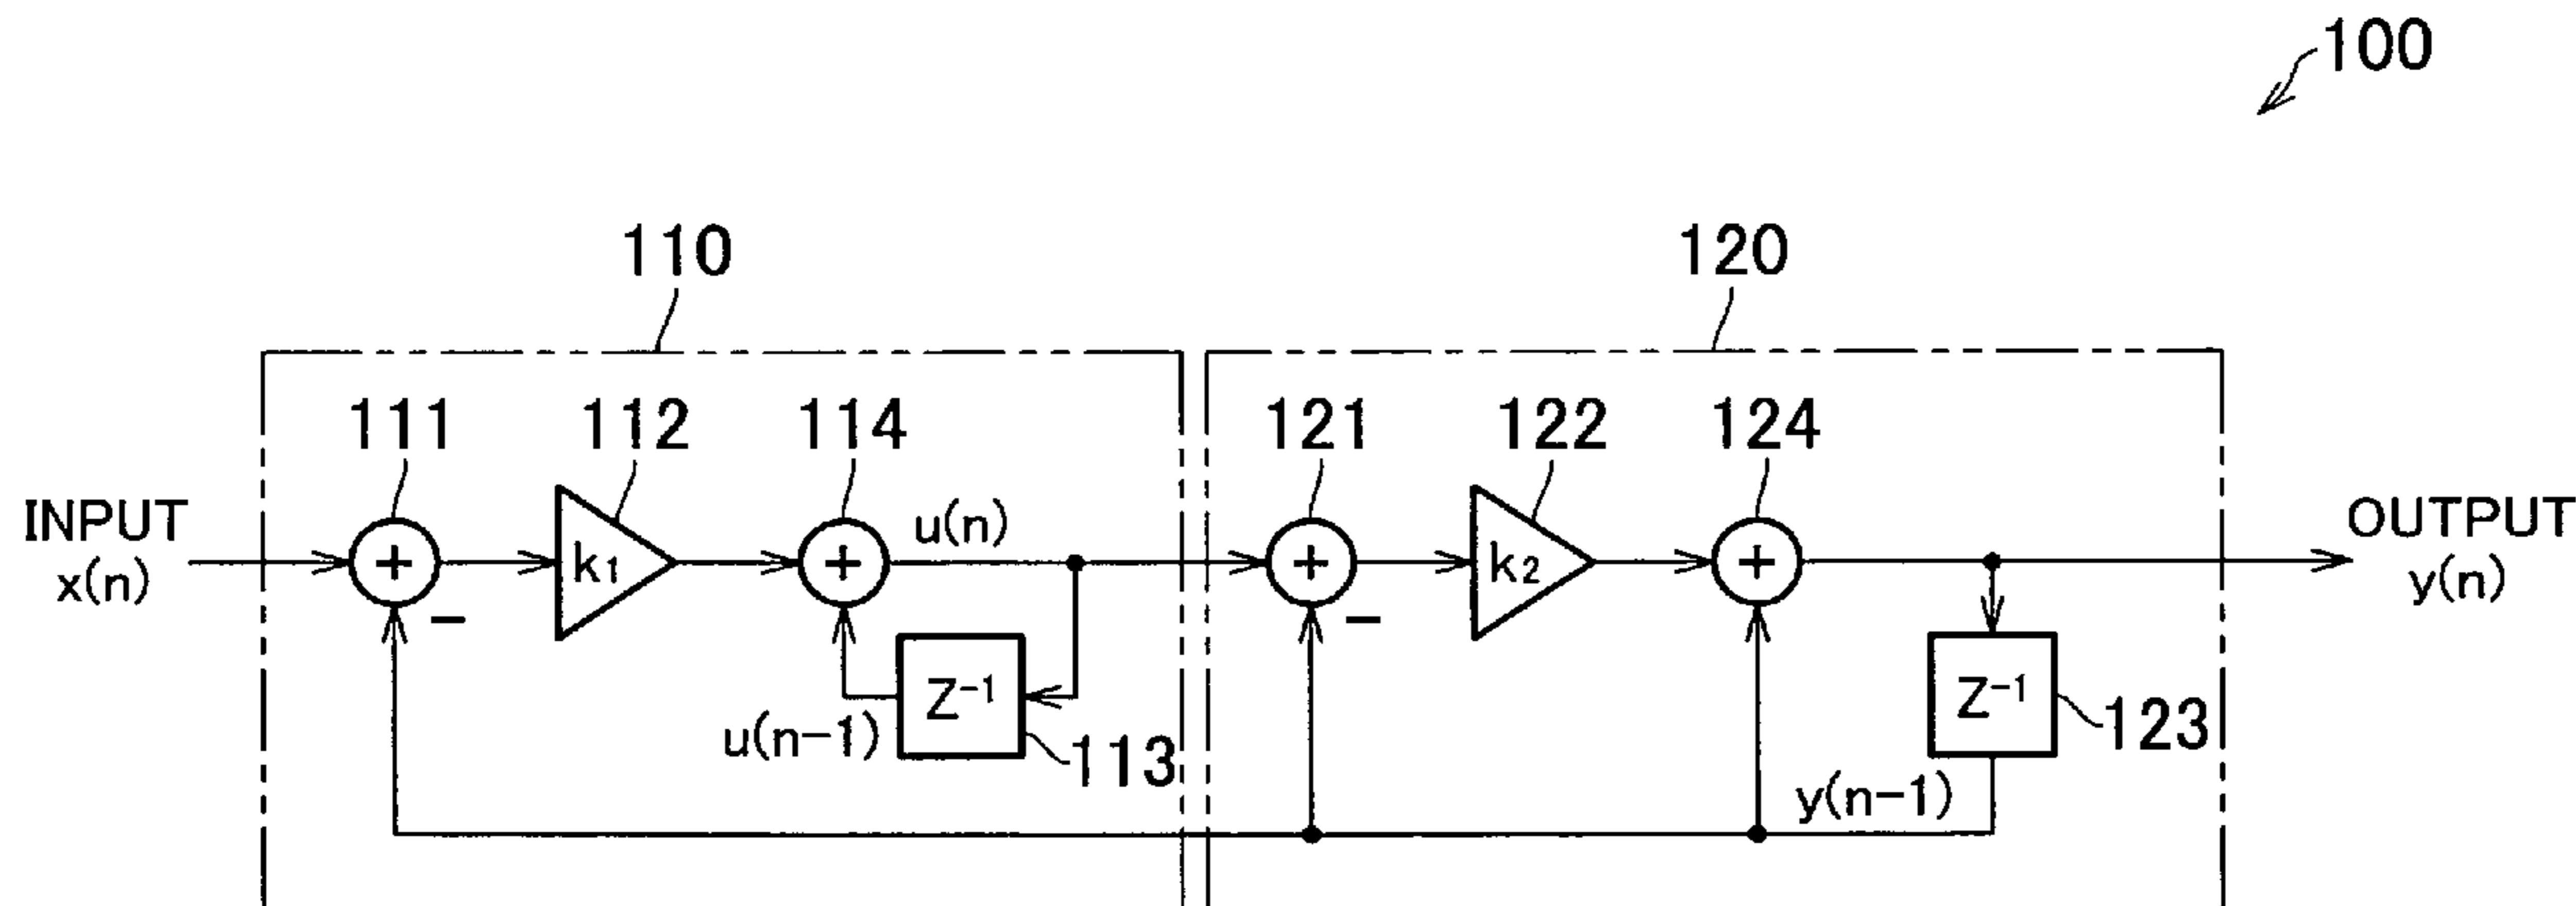 100
110
120
111
112
114
121
122
124
INPUT
x(n)
+
k1
+
u(n)
+
k2
+
OUTPUT
y(n)
−
−
Z⁻¹
u(n-1)
113
Z⁻¹
123
y(n-1)